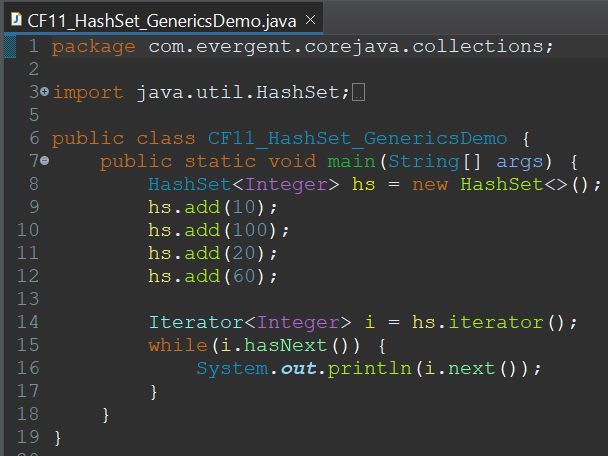 CF11_HashSet_GenericsDemo.java
1 package com.evergent.corejava.collections;
2
3 import java.util.HashSet;
5
6 public class CF11_HashSet_GenericsDemo {
7     public static void main(String[] args) {
8         HashSet<Integer> hs = new HashSet<>();
9         hs.add(10);
10         hs.add(100);
11         hs.add(20);
12         hs.add(60);
13
14         Iterator<Integer> i = hs.iterator();
15         while(i.hasNext()) {
16             System.out.println(i.next());
17         }
18     }
19 }